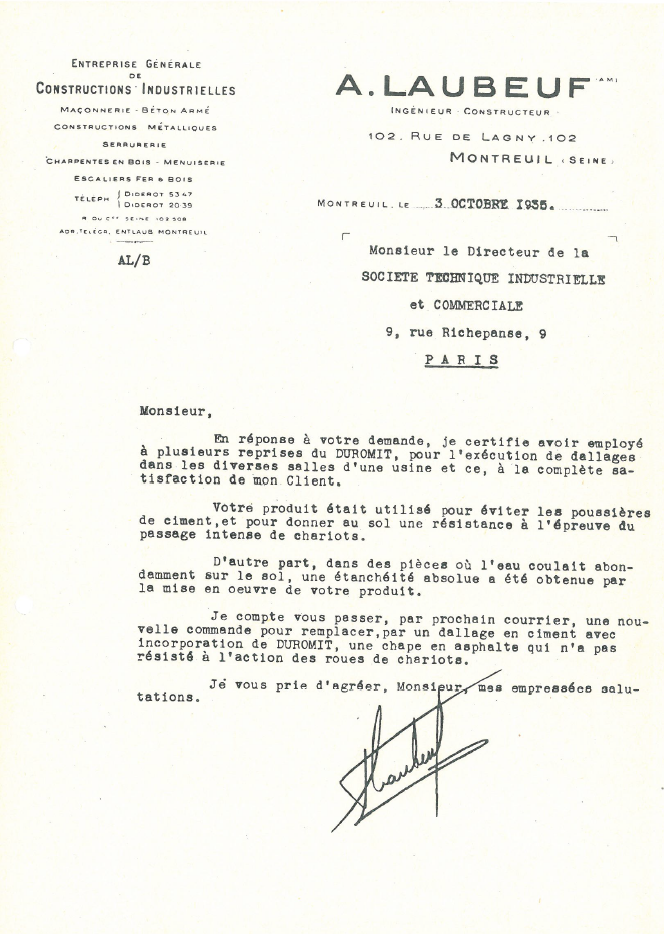 ENTREPRISE GÉNÉRALE
DE
CONSTRUCTIONS INDUSTRIELLES
MAÇONNERIE - BÉTON ARMÉ
CONSTRUCTIONS MÉTALLIQUES
SERRURERIE
CHARPENTES EN BOIS - MENUISERIE
ESCALIERS FER & BOIS
TÉLÉPH { DIDEROT 53 47
DIDEROT 20 39
R DU CCE SEINE 109 508
ADR. TELÉGR. ENTLAUB MONTREUIL
AL/B
A. LAUBEUF (AM)
INGÉNIEUR - CONSTRUCTEUR
102. RUE DE LAGNY .102
MONTREUIL (SEINE)
MONTREUIL, LE 3 OCTOBRE 1935.
Monsieur le Directeur de la
SOCIETE TECHNIQUE INDUSTRIELLE
et COMMERCIALE
9, rue Richepanse, 9
PARIS
Monsieur,
En réponse à votre demande, je certifie avoir employé
à plusieurs reprises du DUROMIT, pour l'exécution de dallages
dans les diverses salles d'une usine et ce, à la complète sa-
tisfaction de mon Client.
Votre produit était utilisé pour éviter les poussières
de ciment,et pour donner au sol une résistance à l'épreuve du
passage intense de chariots.
D'autre part, dans des pièces où l'eau coulait abon-
damment sur le sol, une étanchéité absolue a été obtenue par
la mise en oeuvre de votre produit.
Je compte vous passer, par prochain courrier, une nou-
velle commande pour remplacer,par un dallage en ciment avec
incorporation de DUROMIT, une chape en asphalte qui n'a pas
résisté à l'action des roues de chariots.
Je vous prie d'agréer, Monsieur, mes empressées salu-
tations.